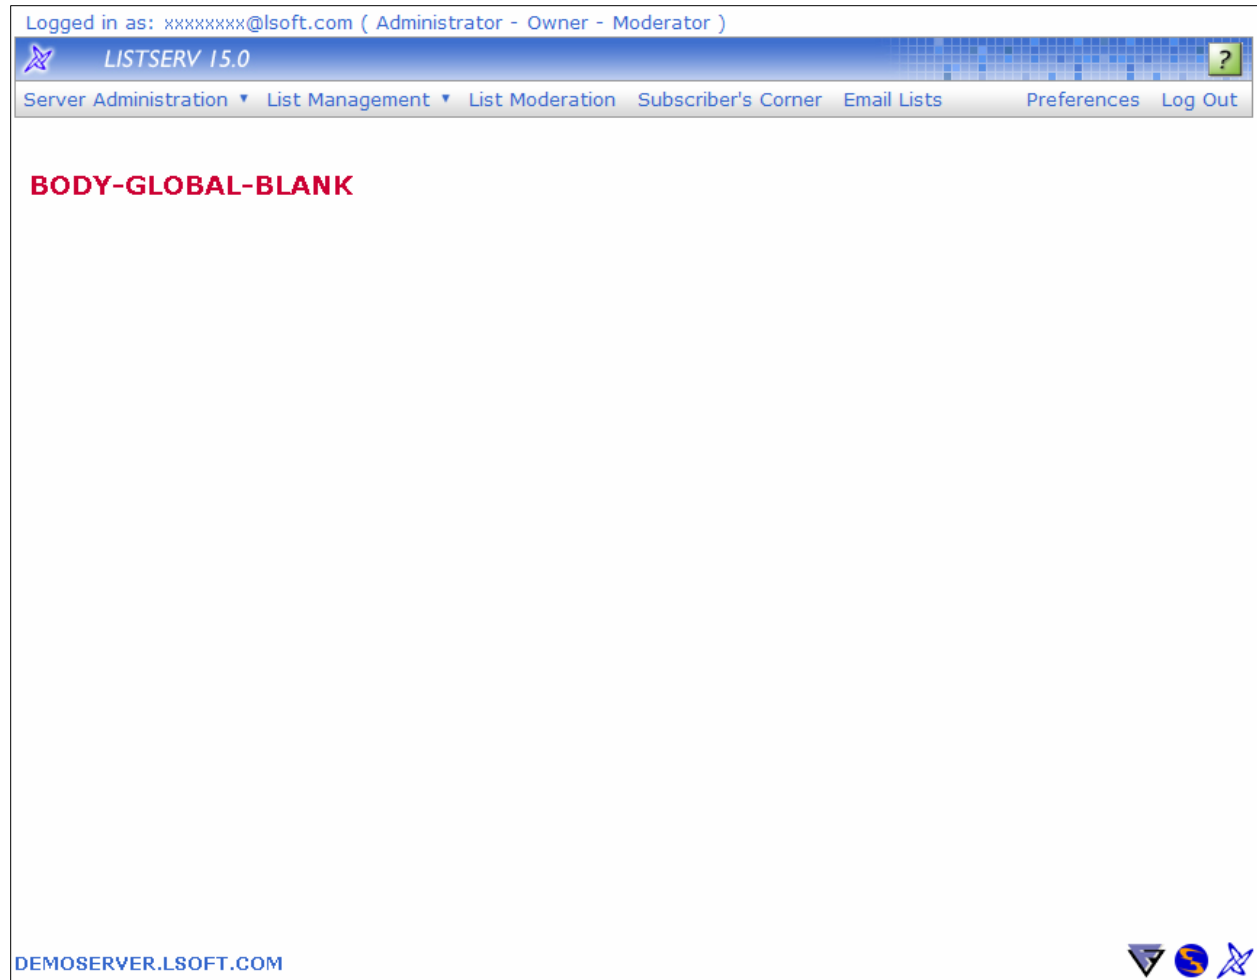 Logged in as: xxxxxxxx@lsoft.com ( Administrator - Owner - Moderator )
LISTSERV 15.0 ?
Server Administration ▼ List Management ▼ List Moderation Subscriber's Corner Email Lists Preferences Log Out
BODY-GLOBAL-BLANK
DEMOSERVER.LSOFT.COM